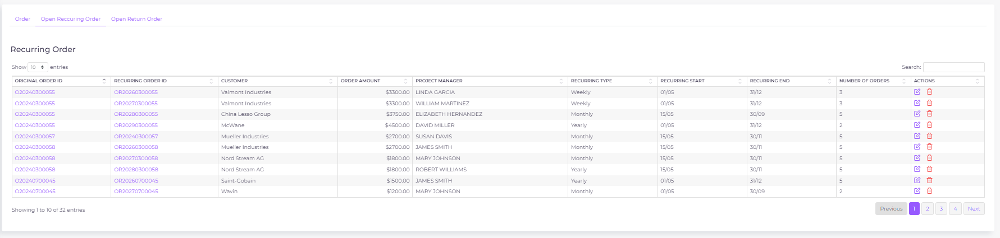 Order Open Reccuring Order Open Return Order
Recurring Order
Show 10 entries Search:
ORIGINAL ORDER ID RECURRING ORDER ID CUSTOMER ORDER AMOUNT PROJECT MANAGER RECURRING TYPE RECURRING START RECURRING END NUMBER OF ORDERS ACTIONS
O20240300055 OR20260300055 Valmont Industries $3300.00 LINDA GARCIA Weekly 01/05 31/12 3
O20240300055 OR20270300055 Valmont Industries $3300.00 WILLIAM MARTINEZ Weekly 01/05 31/12 3
O20240300055 OR20280300055 China Lesso Group $3750.00 ELIZABETH HERNANDEZ Monthly 15/05 30/09 5
O20240300055 OR20290300055 McWane $4500.00 DAVID MILLER Yearly 01/05 31/12 2
O20240300057 OR20240300057 Mueller Industries $2700.00 SUSAN DAVIS Monthly 15/05 30/11 5
O20240300058 OR20260300058 Mueller Industries $2700.00 JAMES SMITH Monthly 15/05 30/11 5
O20240300058 OR20270300058 Nord Stream AG $1800.00 MARY JOHNSON Monthly 15/05 30/11 5
O20240300058 OR20280300058 Nord Stream AG $1800.00 ROBERT WILLIAMS Yearly 15/05 30/11 5
O20240700045 OR20260700045 Saint-Gobain $1500.00 JAMES SMITH Yearly 01/05 31/12 5
O20240700045 OR20270700045 Wavin $1200.00 MARY JOHNSON Monthly 01/05 30/09 2
Showing 1 to 10 of 32 entries Previous 1 2 3 4 Next